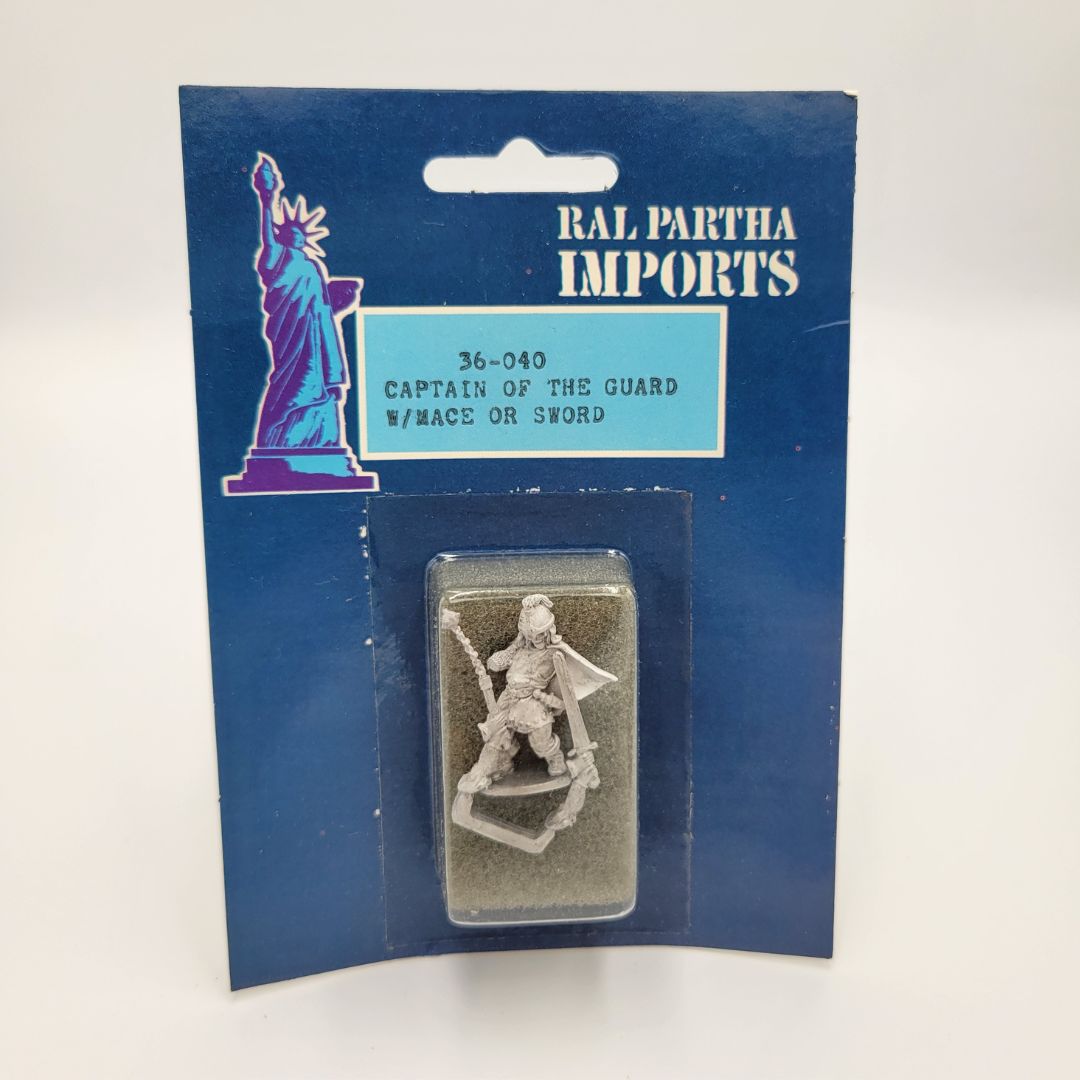 RAL PARTHA
IMPORTS
36-040
CAPTAIN OF THE GUARD
W/MACE OR SWORD